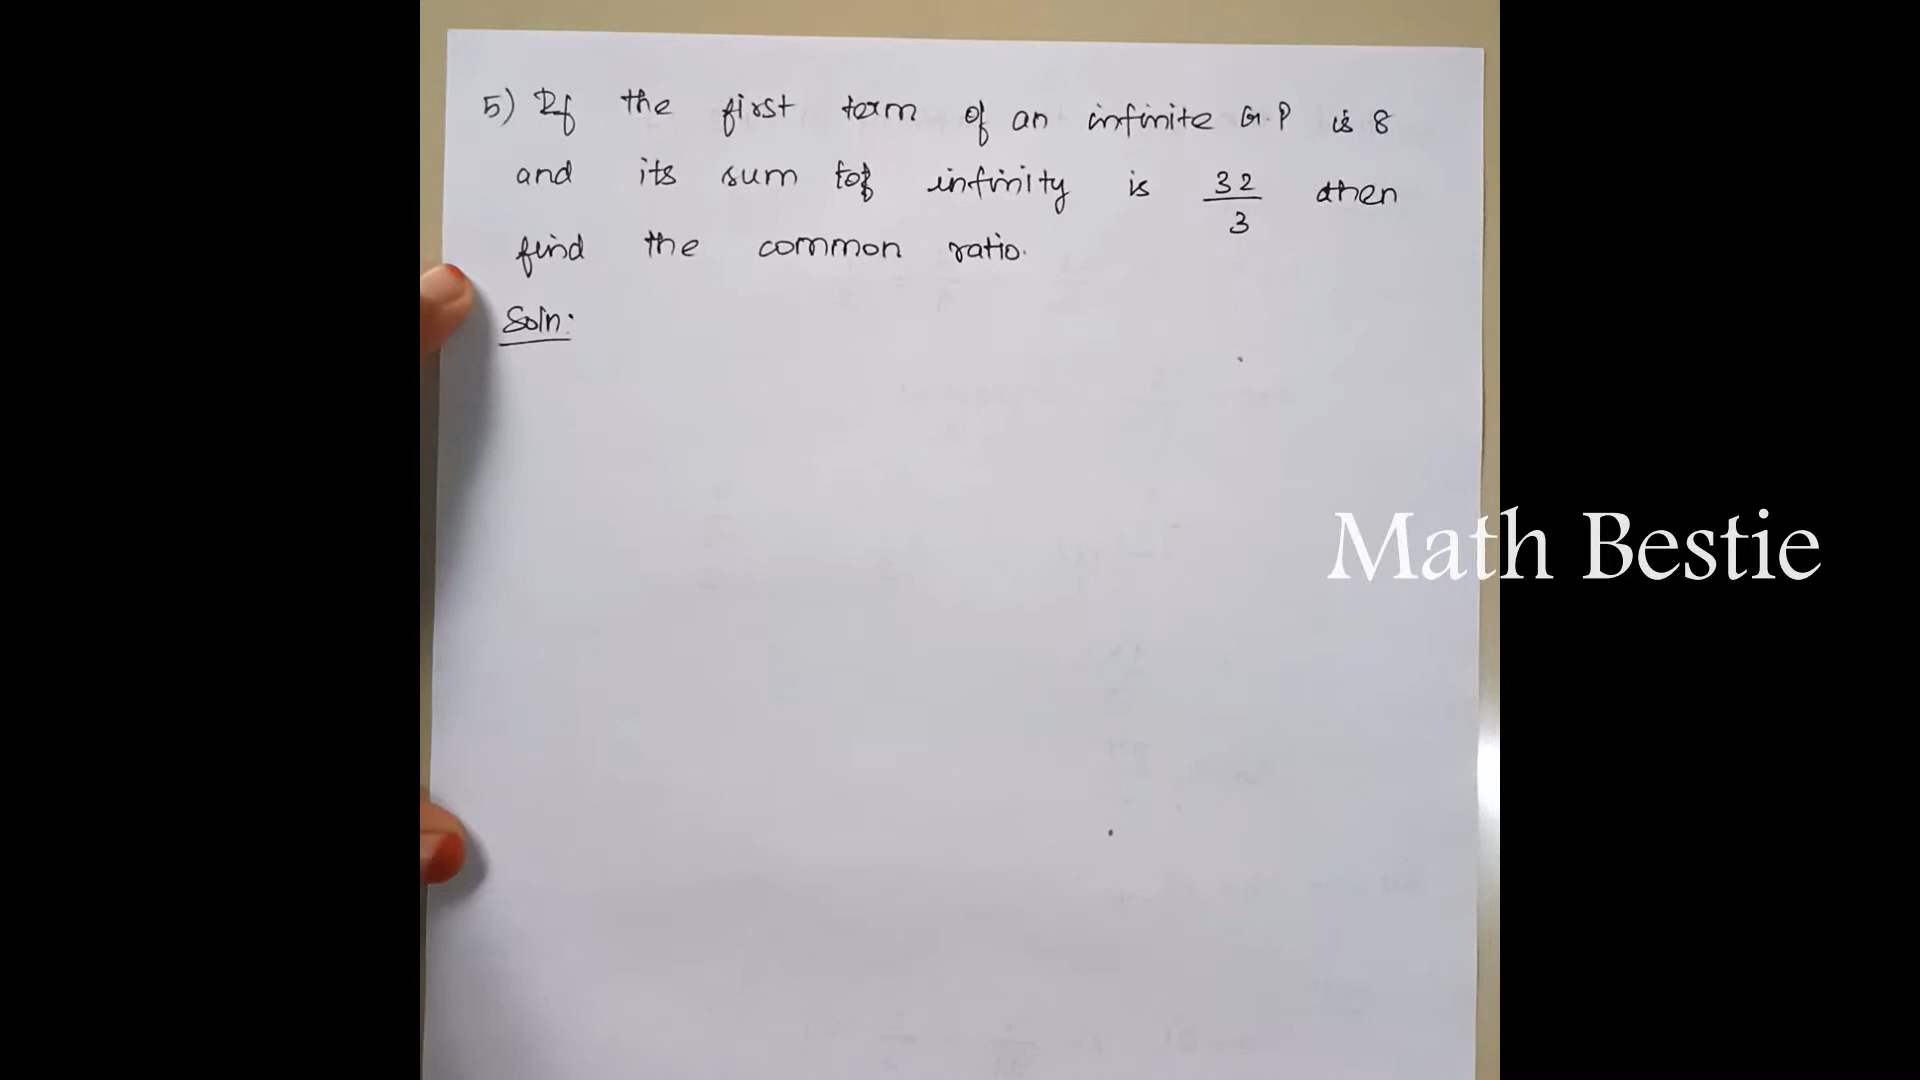 5) If the first term of an infinite G.P is 8
and its sum to infinity is 32/3 then
find the common ratio.
Soln:
Math Bestie